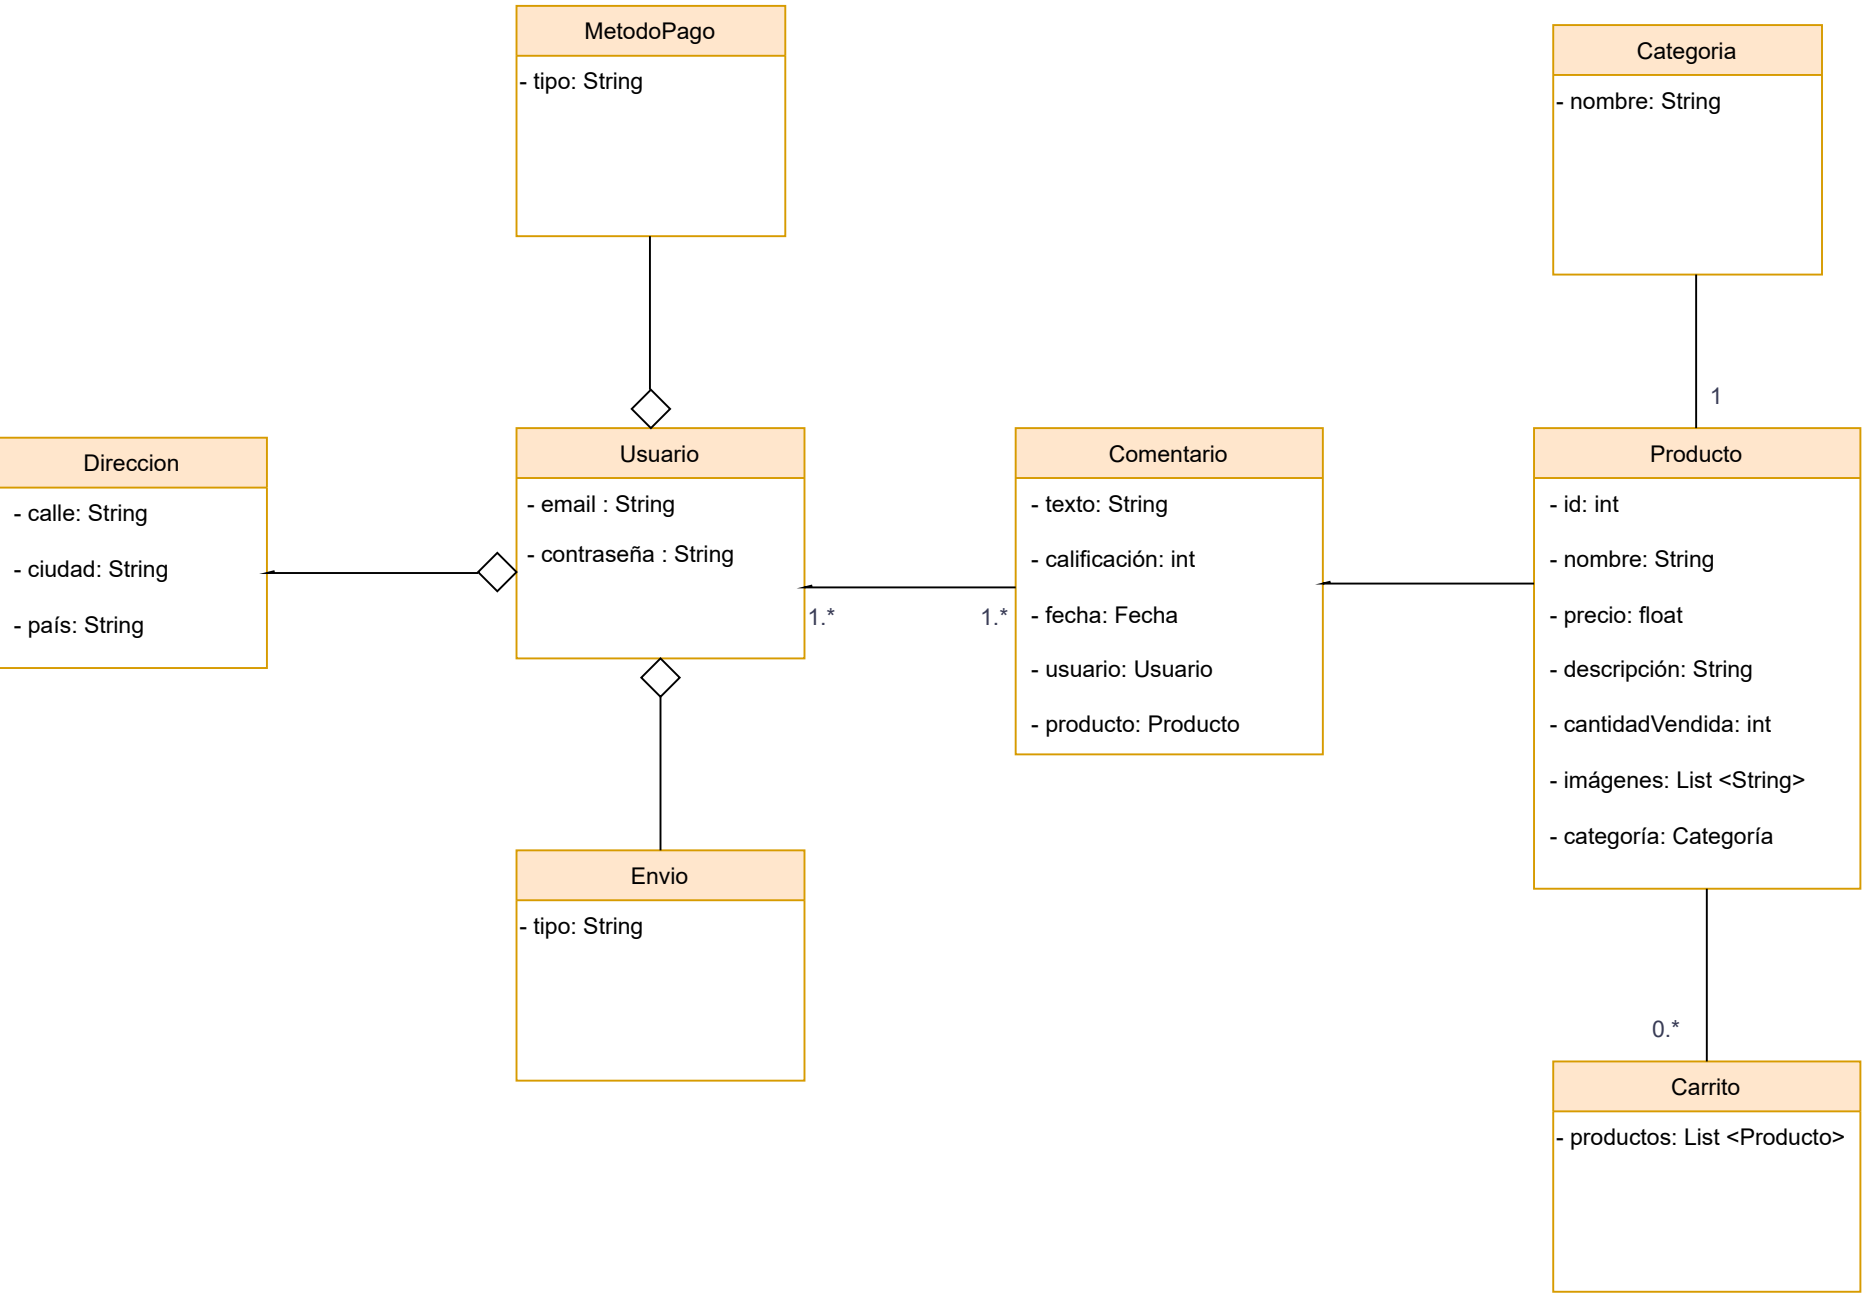 MetodoPago
- tipo: String
Categoria
- nombre: String
1
Direccion
- calle: String
- ciudad: String
- país: String
Usuario
- email : String
- contraseña : String
1.*
1.*
Comentario
- texto: String
- calificación: int
- fecha: Fecha
- usuario: Usuario
- producto: Producto
Producto
- id: int
- nombre: String
- precio: float
- descripción: String
- cantidadVendida: int
- imágenes: List <String>
- categoría: Categoría
Envio
- tipo: String
0.*
Carrito
- productos: List <Producto>